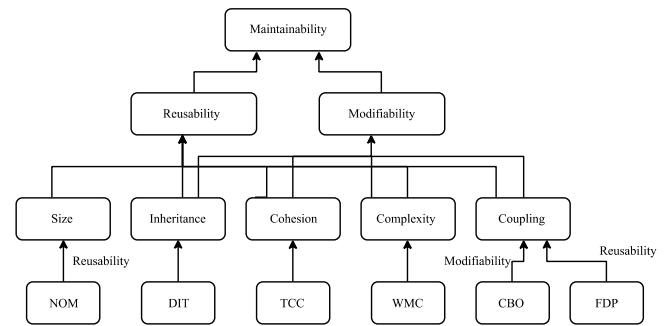 Maintainability
Reusability
Modifiability
Size
Inheritance
Cohesion
Complexity
Coupling
Reusability
Modifiability
Reusability
NOM
DIT
TCC
WMC
CBO
FDP